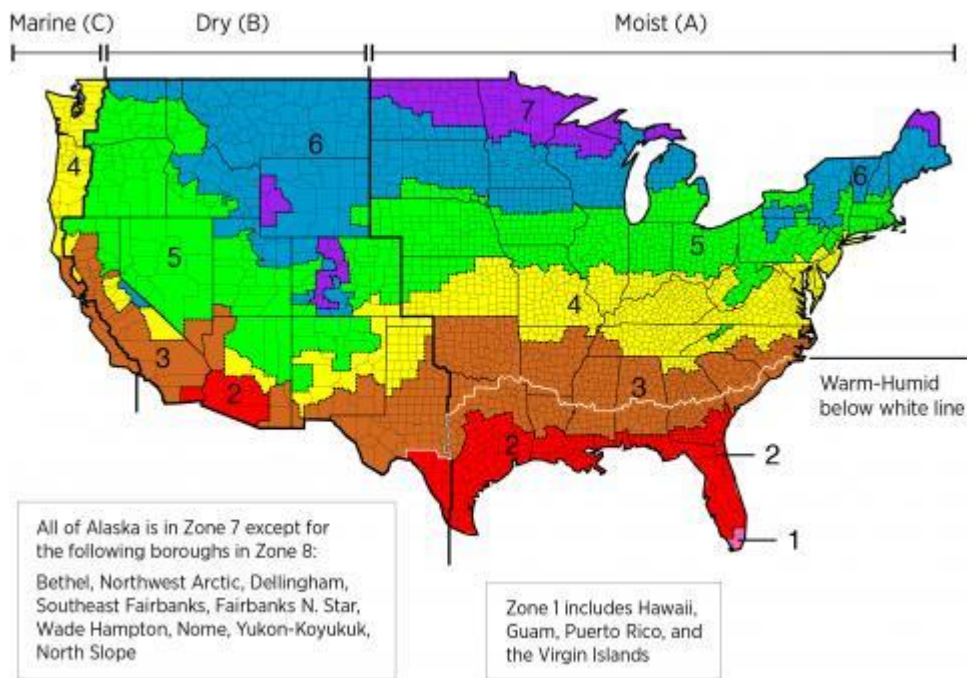 Marine (C)
Dry (B)
Moist (A)
7
6
4
6
5
5
4
3
3
2
Warm-Humid
below white line
2
2
1
All of Alaska is in Zone 7 except for
the following boroughs in Zone 8:
Bethel, Northwest Arctic, Dellingham,
Southeast Fairbanks, Fairbanks N. Star,
Wade Hampton, Nome, Yukon-Koyukuk,
North Slope
Zone 1 includes Hawaii,
Guam, Puerto Rico, and
the Virgin Islands